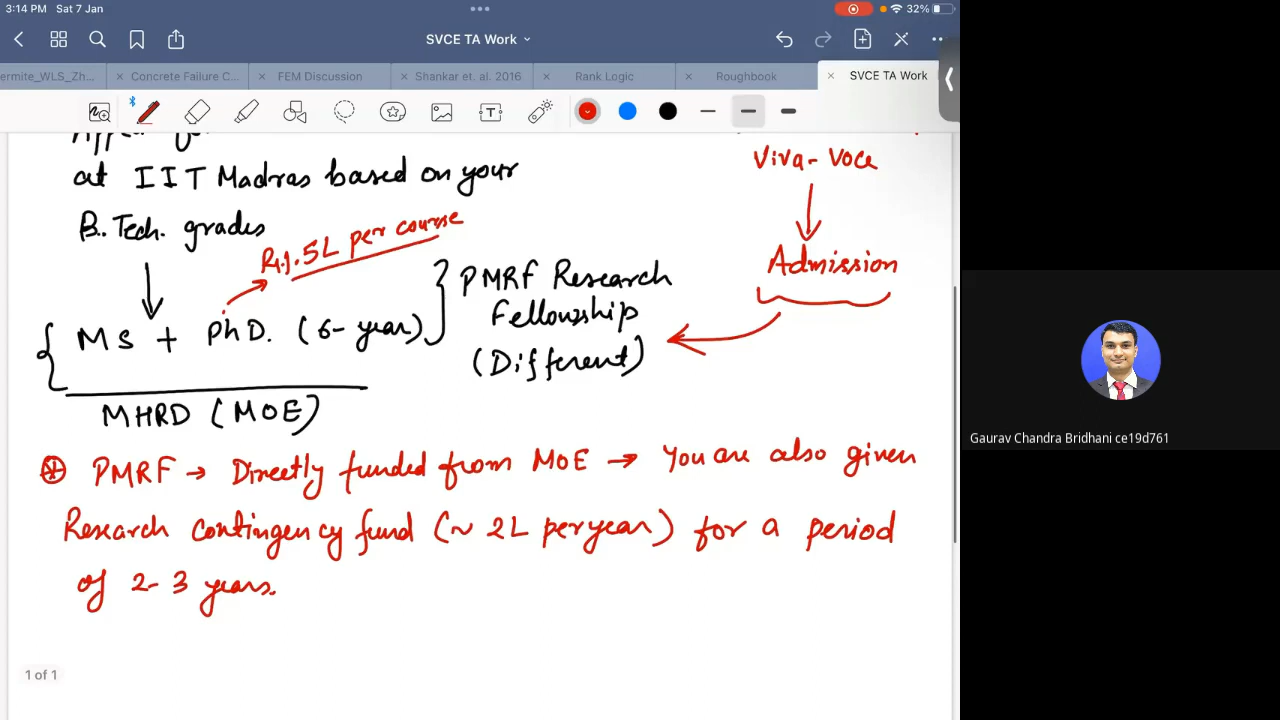 3:14 PM Sat 7 Jan
32%
SVCE TA Work
ermite_WLS_Zh...
Concrete Failure C...
FEM Discussion
Shankar et. al. 2016
Rank Logic
Roughbook
SVCE TA Work
at IIT Madras based on your
B. Tech. grades
.5L per course
MS + PhD. (6-year)
MHRD (MOE)
PMRF Research
Fellowship
(Different)
Viva-Voce
Admission
PMRF → Directly funded from MOE → You are also given
Research contingency fund (~ 2L per year) for a period
of 2-3 years.
1 of 1
Gaurav Chandra Bridhani ce19d761